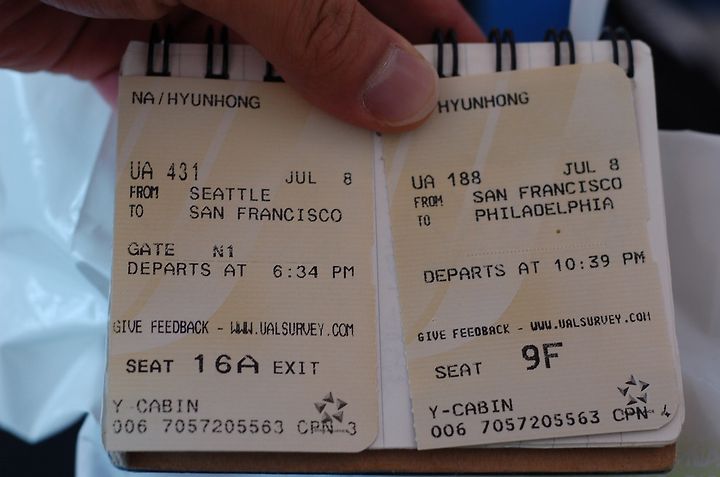 NA/HYUNHONG
UA 431 JUL 8
FROM SEATTLE
TO SAN FRANCISCO
GATE N1
DEPARTS AT 6:34 PM
GIVE FEEDBACK - WWW.UALSURVEY.COM
SEAT 16A EXIT
Y-CABIN
006 7057205563 CPN 3
HYUNHONG
UA 188 JUL 8
FROM SAN FRANCISCO
TO PHILADELPHIA
DEPARTS AT 10:39 PM
GIVE FEEDBACK - WWW.UALSURVEY.COM
SEAT 9F
Y-CABIN
006 7057205563 CPN 4